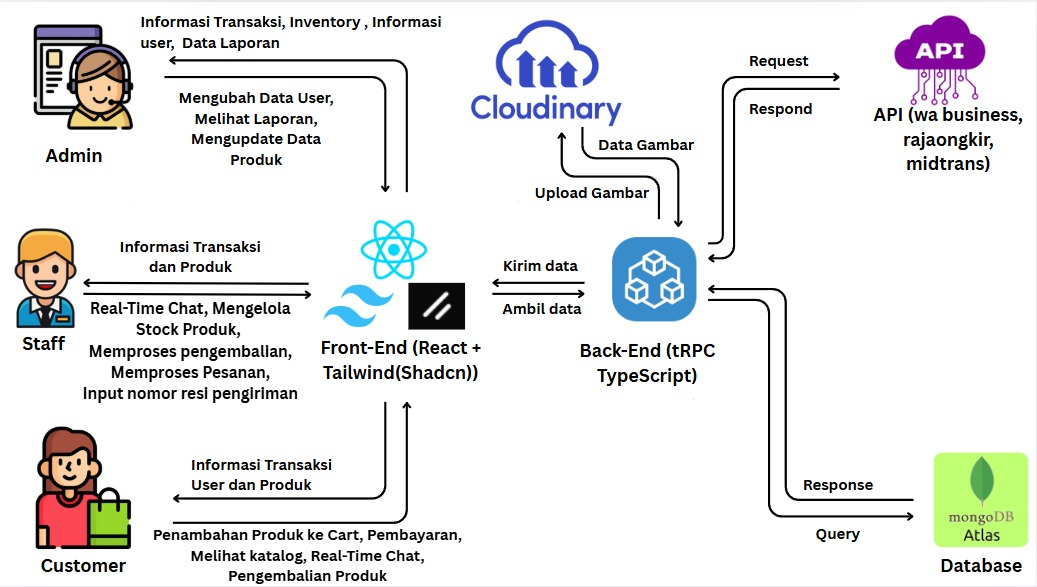 Informasi Transaksi, Inventory , Informasi
user, Data Laporan
Mengubah Data User,
Melihat Laporan,
Mengupdate Data
Produk
Admin
Cloudinary
Data Gambar
Upload Gambar
Request
Respond
API
API (wa business,
rajaongkir,
midtrans)
Informasi Transaksi
dan Produk
Real-Time Chat, Mengelola
Stock Produk,
Memproses pengembalian,
Memproses Pesanan,
Input nomor resi pengiriman
Staff
Front-End (React +
Tailwind(Shadcn))
Kirim data
Ambil data
Back-End (tRPC
TypeScript)
Informasi Transaksi
User dan Produk
Penambahan Produk ke Cart, Pembayaran,
Melihat katalog, Real-Time Chat,
Pengembalian Produk
Customer
Response
Query
mongoDB
Atlas
Database